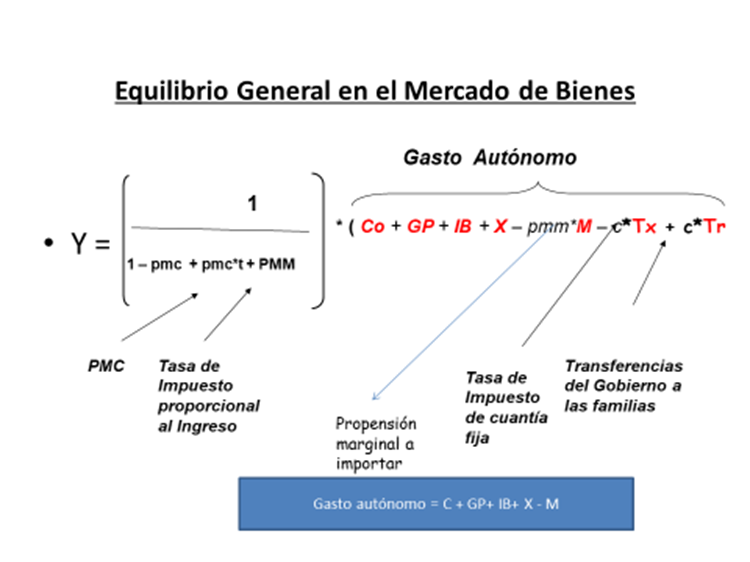 Equilibrio General en el Mercado de Bienes
Gasto Autónomo
1
• Y =
* ( Co + GP + IB + X – pmm*M – c*Tx + c*Tr
1 – pmc + pmc*t + PMM
PMC
Tasa de
Impuesto
proporcional
al Ingreso
Propensión
marginal a
importar
Tasa de
Impuesto
de cuantía
fija
Transferencias
del Gobierno a
las familias
Gasto autónomo = C + GP+ IB+ X - M